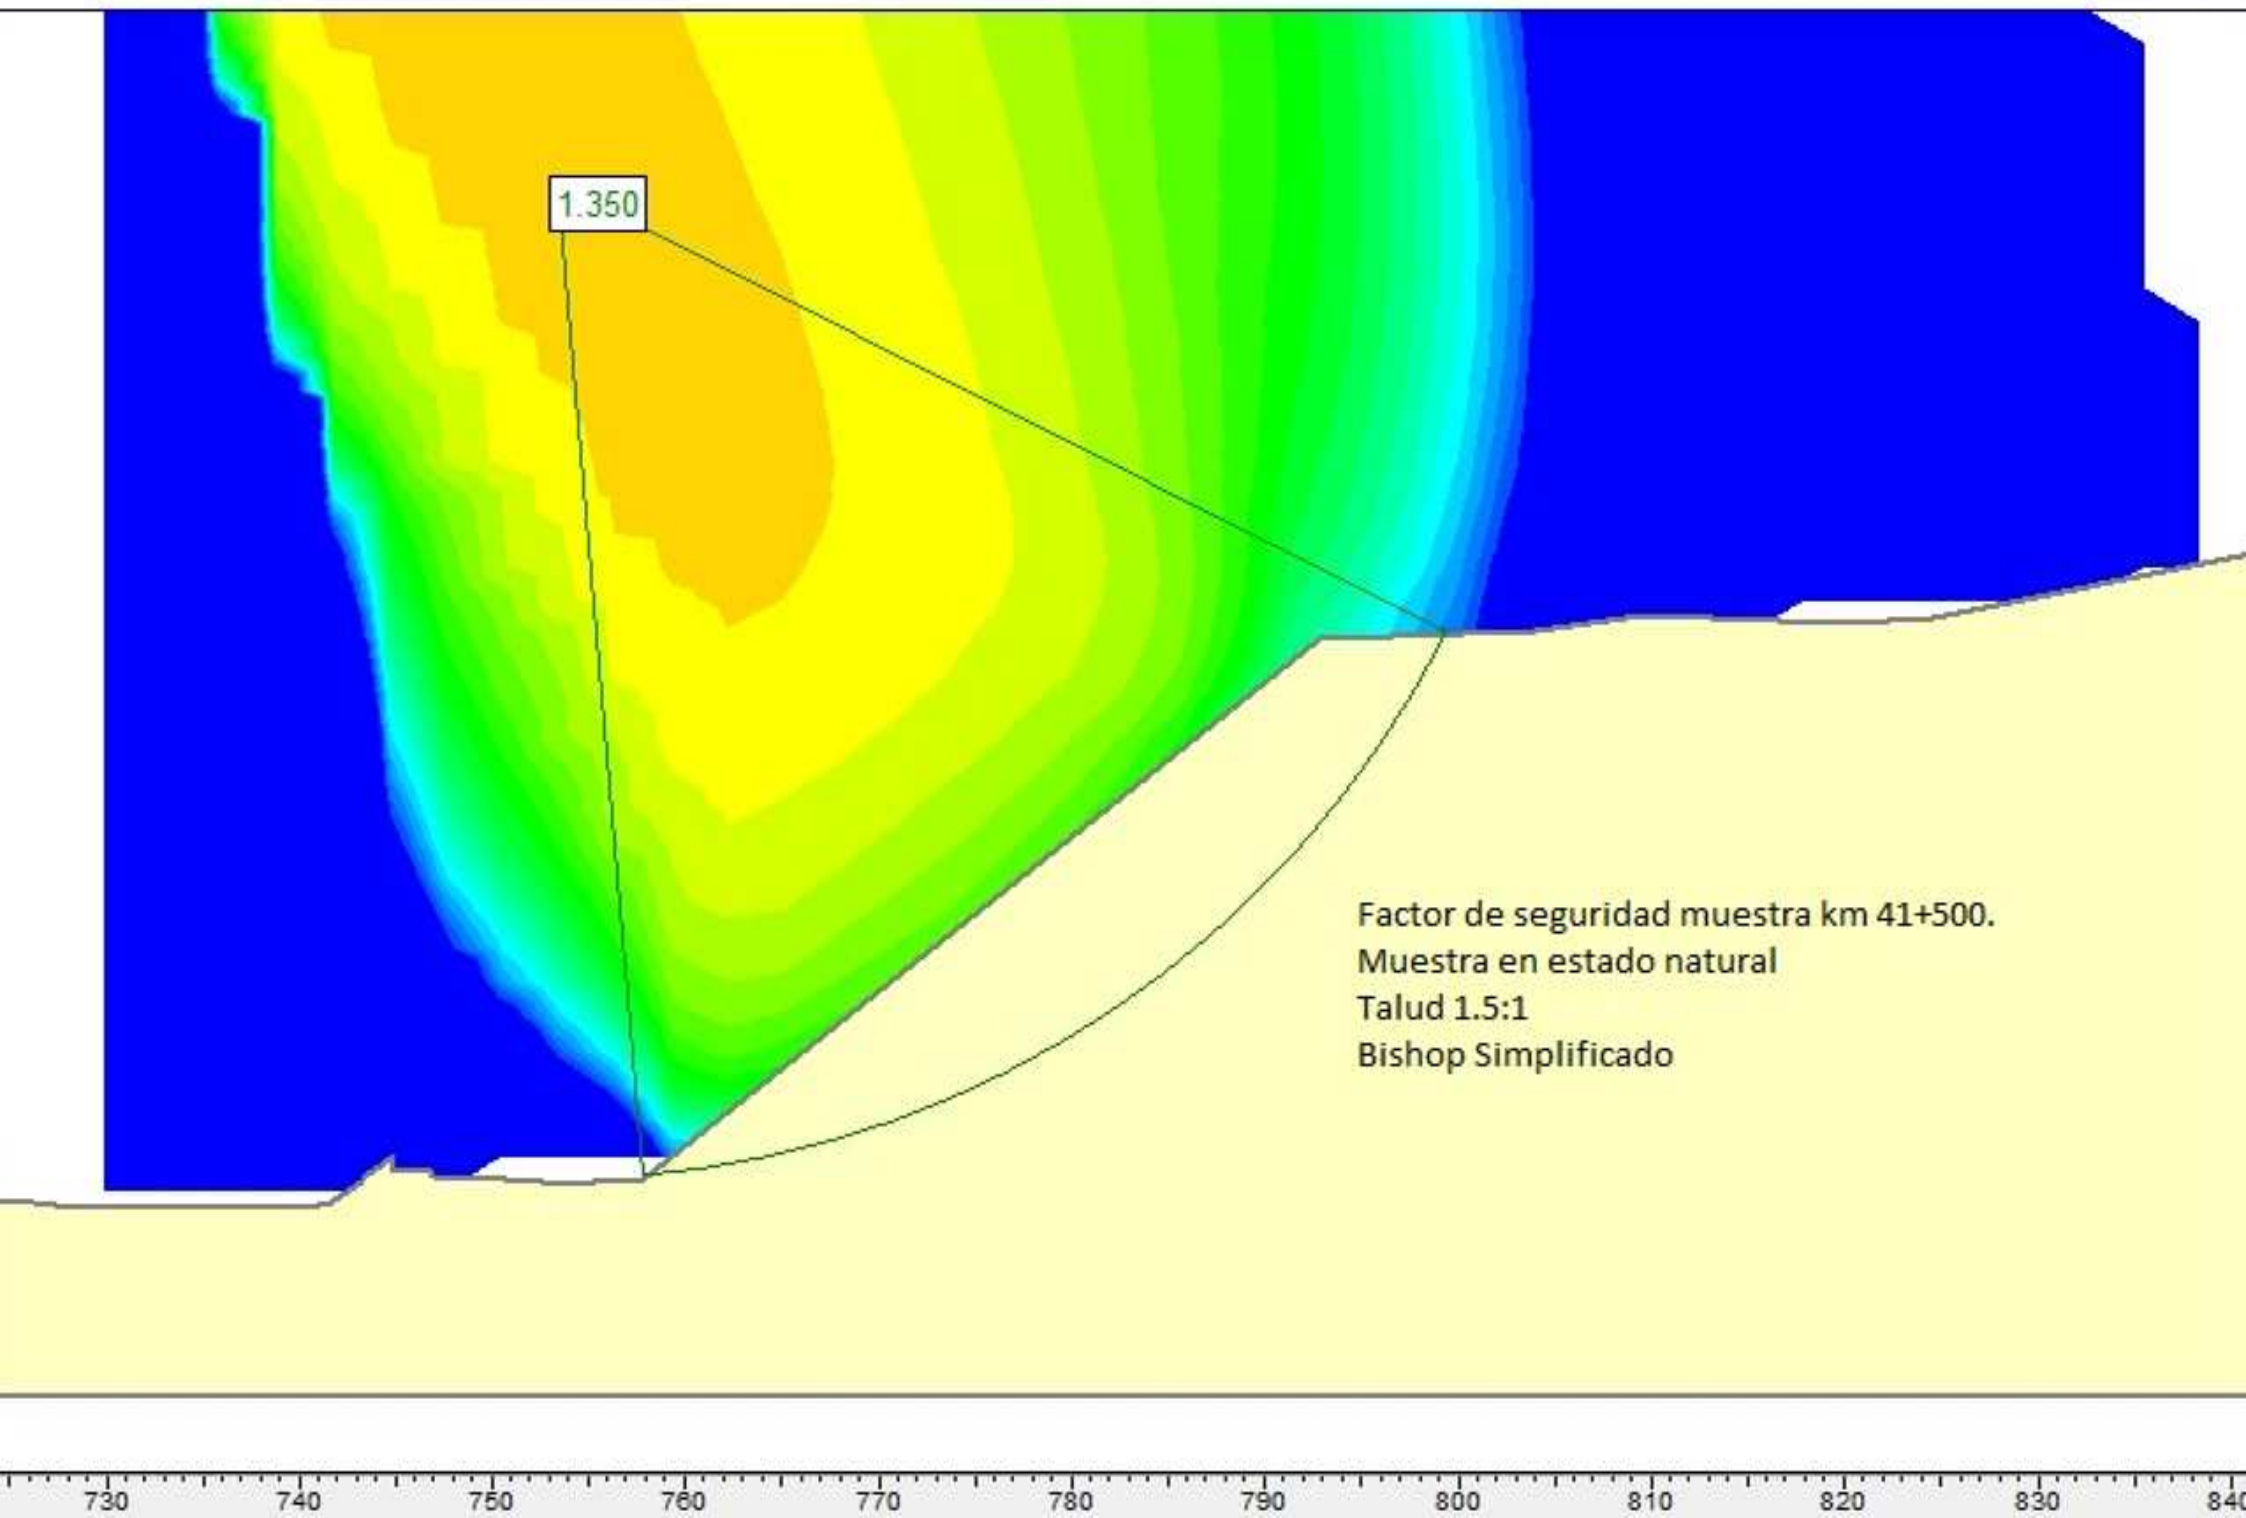 1.350
Factor de seguridad muestra km 41+500.
Muestra en estado natural
Talud 1.5:1
Bishop Simplificado
730 740 750 760 770 780 790 800 810 820 830 840